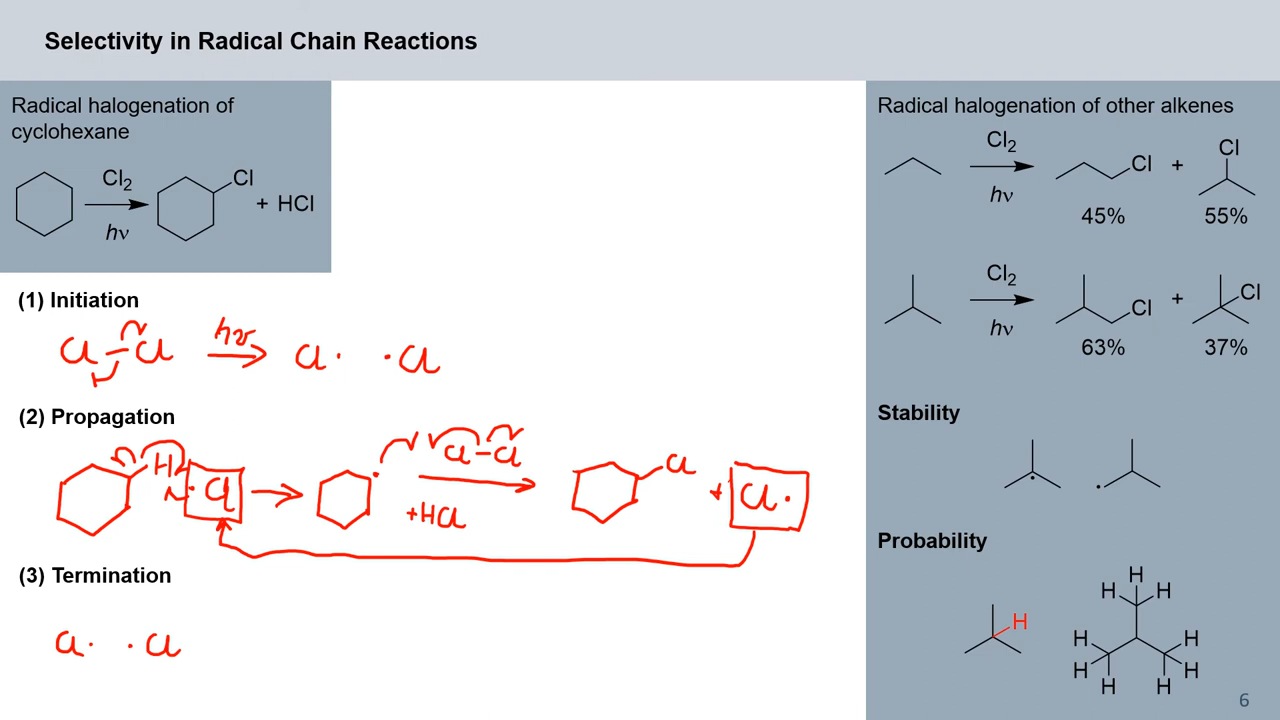 Selectivity in Radical Chain Reactions
Radical halogenation of
cyclohexane
Cl2
hν
Cl
+ HCl
(1) Initiation
Cl–Cl hν Cl· ·Cl
(2) Propagation
H ·Cl Cl–Cl +HCl Cl + Cl·
(3) Termination
Cl· ·Cl
Radical halogenation of other alkenes
Cl2
hν
Cl + Cl
45% 55%
Cl2
hν
Cl + Cl
63% 37%
Stability
Probability
H
H
H H
H H
H H
H H
6